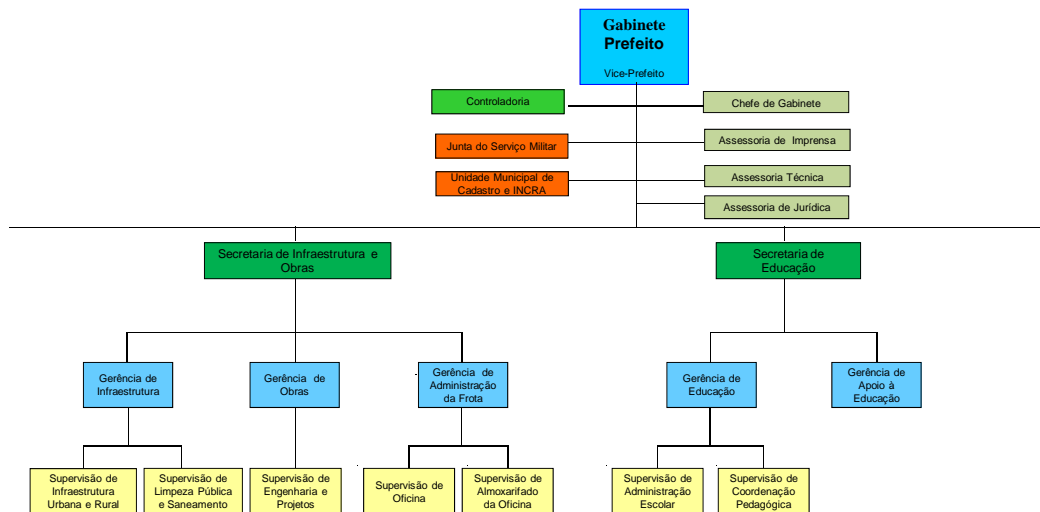 Gabinete
Prefeito
Vice-Prefeito
Controladoria
Chefe de Gabinete
Junta do Serviço Militar
Assessoria de Imprensa
Unidade Municipal de
Cadastro e INCRA
Assessoria Técnica
Assessoria de Jurídica
Secretaria de Infraestrutura e
Obras
Secretaria de
Educação
Gerência de
Infraestrutura
Gerência de
Obras
Gerência de
Administração
da Frota
Gerência de
Educação
Gerência de
Apoio à
Educação
Supervisão de
Infraestrutura
Urbana e Rural
Supervisão de
Limpeza Pública
e Saneamento
Supervisão de
Engenharia e
Projetos
Supervisão de
Oficina
Supervisão de
Almoxarifado
da Oficina
Supervisão de
Administração
Escolar
Supervisão de
Coordenação
Pedagógica